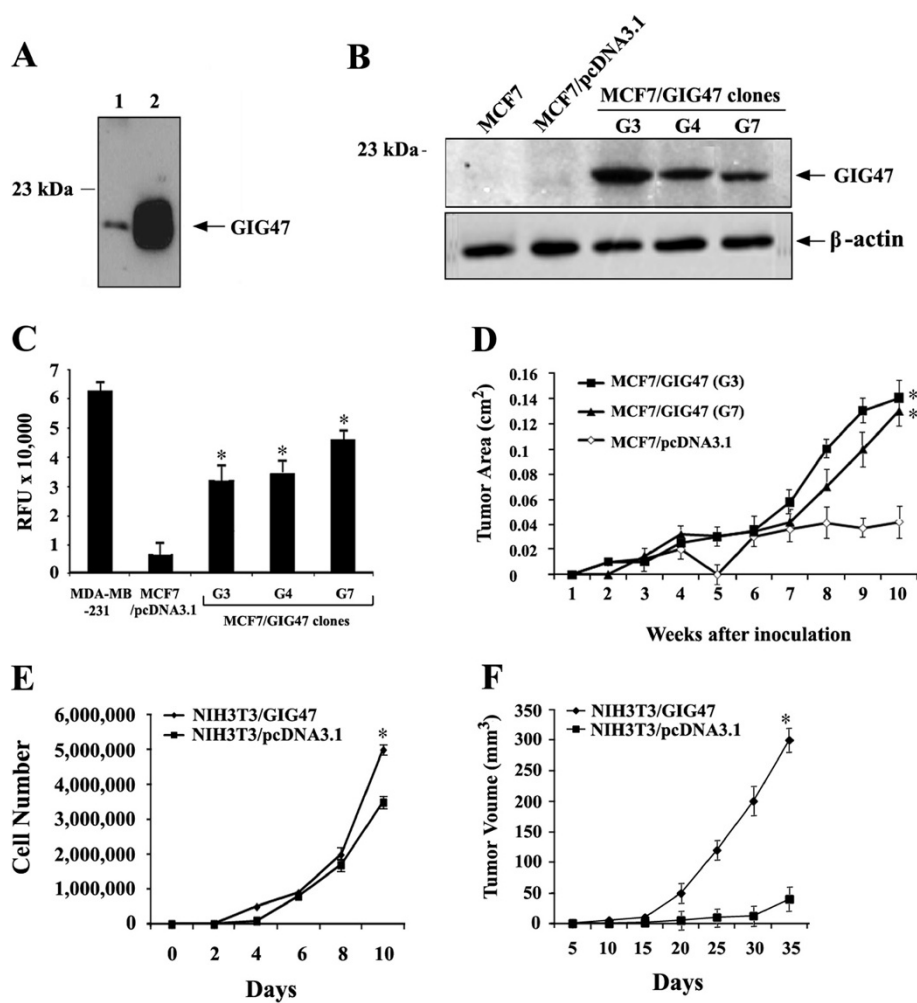 A
1 2
23 kDa
GIG47
B
MCF7
MCF7/pcDNA3.1
MCF7/GIG47 clones
G3 G4 G7
23 kDa -
GIG47
β-actin
C
RFU x 10,000
7
6
5
4
3
2
1
0
* * *
MDA-MB
-231
MCF7
/pcDNA3.1
G3 G4 G7
MCF7/GIG47 clones
D
Tumor Area (cm²)
0.16
0.14
0.12
0.10
0.08
0.06
0.04
0.02
0
MCF7/GIG47 (G3)
MCF7/GIG47 (G7)
MCF7/pcDNA3.1
*
*
1 2 3 4 5 6 7 8 9 10
Weeks after inoculation
E
Cell Number
6,000,000
5,000,000
4,000,000
3,000,000
2,000,000
1,000,000
0
NIH3T3/GIG47
NIH3T3/pcDNA3.1
*
0 2 4 6 8 10
Days
F
Tumor Voume (mm³)
350
300
250
200
150
100
50
0
NIH3T3/GIG47
NIH3T3/pcDNA3.1
*
5 10 15 20 25 30 35
Days